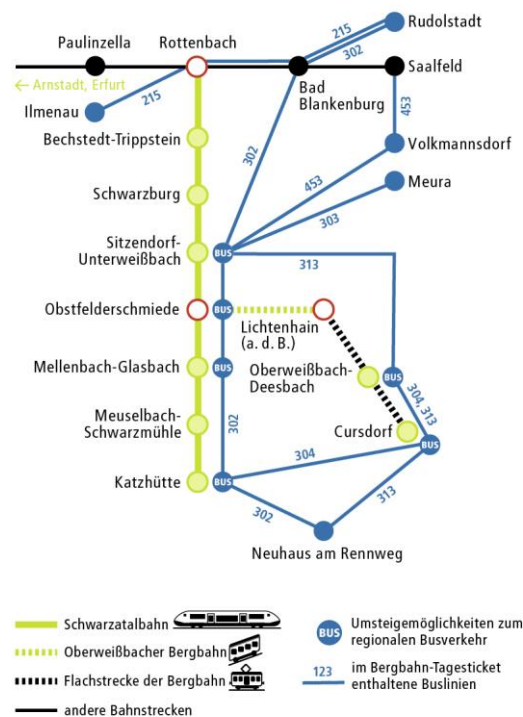 215
Rudolstadt
302
Paulinzella
Rottenbach
Saalfeld
← Arnstadt, Erfurt
215
Bad
Blankenburg
Ilmenau
453
Bechstedt-Trippstein
302
453
Volkmannsdorf
Meura
303
Schwarzburg
Sitzendorf-
Unterweißbach
BUS
313
Obstfelderschmiede
BUS
Lichtenhain
(a. d. B.)
Mellenbach-Glasbach
BUS
Oberweißbach-
Deesbach
BUS
304, 313
Meuselbach-
Schwarzmühle
302
Cursdorf
BUS
304
Katzhütte
BUS
302
313
Neuhaus am Rennweg
Schwarzatalbahn
Oberweißbacher Bergbahn
Flachstrecke der Bergbahn
andere Bahnstrecken
BUS
Umsteigemöglichkeiten zum
regionalen Busverkehr
123
im Bergbahn-Tagesticket
enthaltene Buslinien